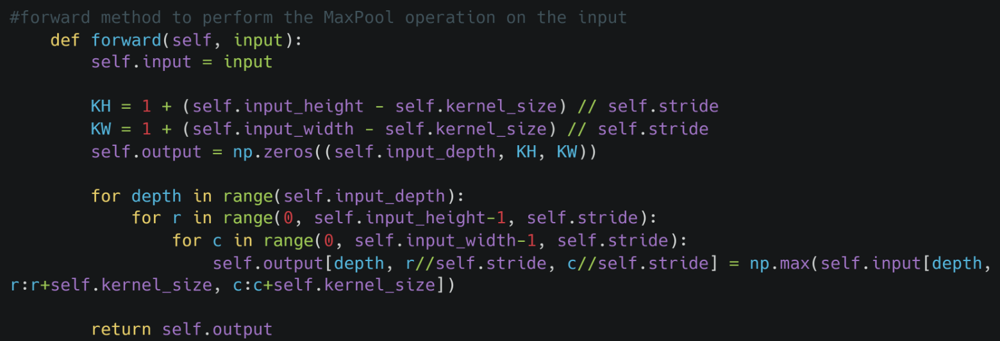 #forward method to perform the MaxPool operation on the input
    def forward(self, input):
        self.input = input

        KH = 1 + (self.input_height - self.kernel_size) // self.stride
        KW = 1 + (self.input_width - self.kernel_size) // self.stride
        self.output = np.zeros((self.input_depth, KH, KW))

        for depth in range(self.input_depth):
            for r in range(0, self.input_height-1, self.stride):
                for c in range(0, self.input_width-1, self.stride):
                    self.output[depth, r//self.stride, c//self.stride] = np.max(self.input[depth,
r:r+self.kernel_size, c:c+self.kernel_size])

        return self.output